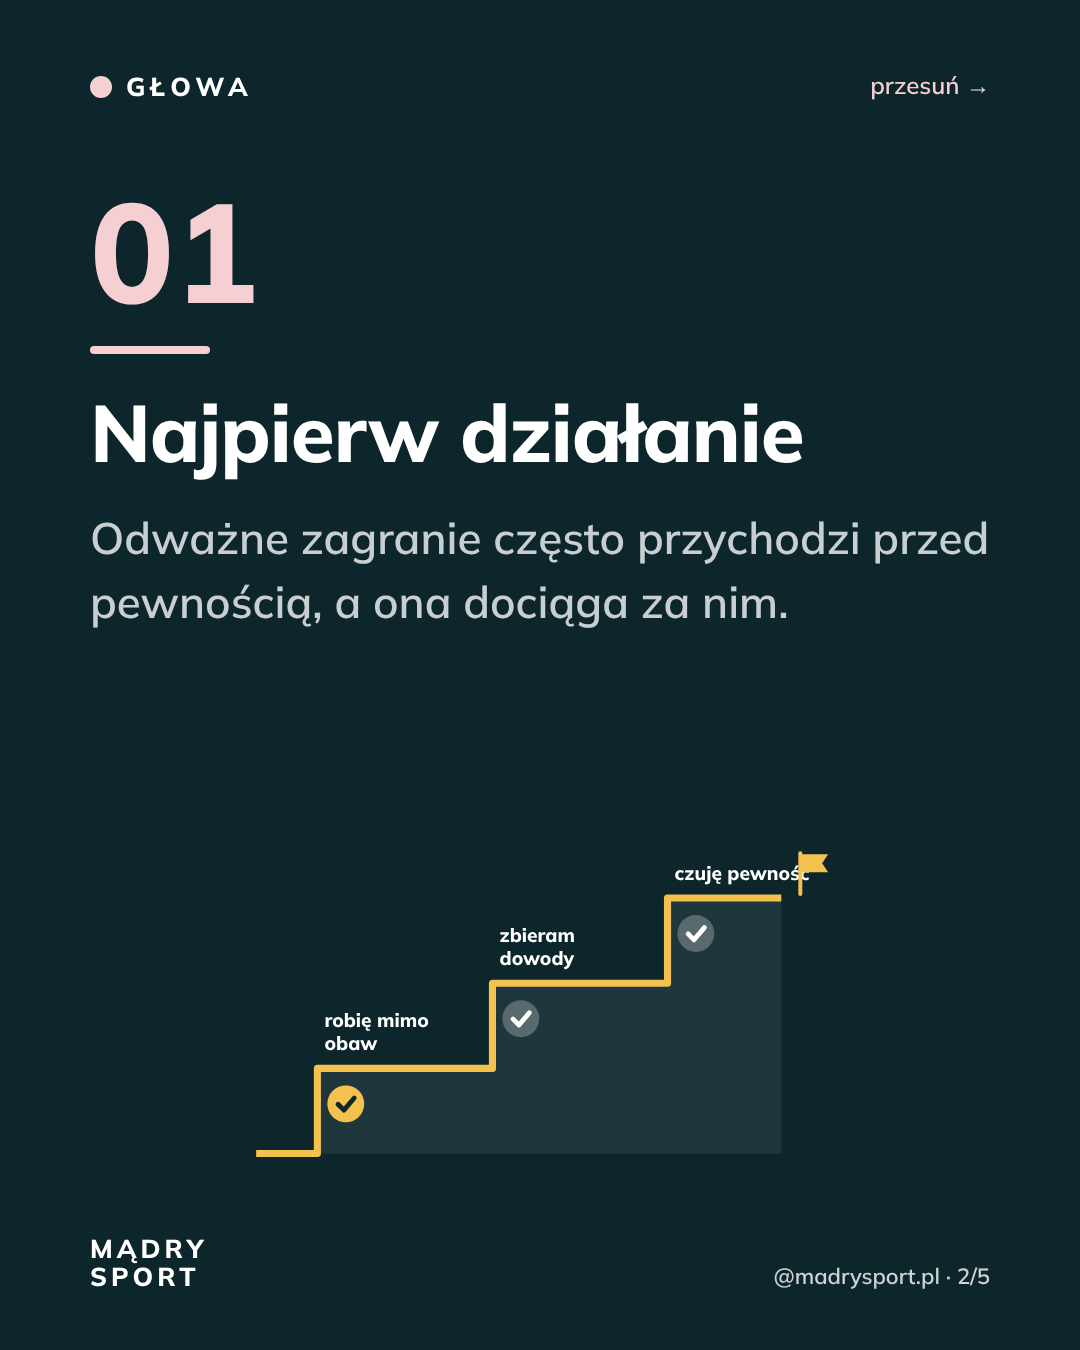 GŁOWA
przesuń →
01
Najpierw działanie
Odważne zagranie często przychodzi przed
pewnością, a ona dociąga za nim.
czuję pewność
zbieram
dowody
robię mimo
obaw
MĄDRY
SPORT
@madrysport.pl · 2/5